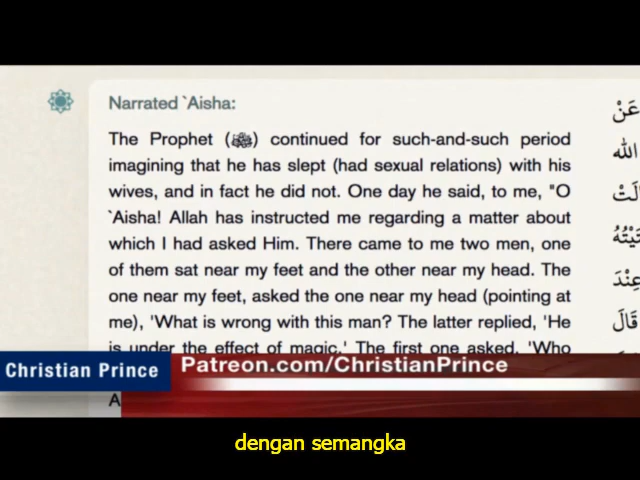 Narrated `Aisha:
The Prophet (ﷺ) continued for such-and-such period
imagining that he has slept (had sexual relations) with his
wives, and in fact he did not. One day he said, to me, "O
`Aisha! Allah has instructed me regarding a matter about
which I had asked Him. There came to me two men, one
of them sat near my feet and the other near my head. The
one near my feet, asked the one near my head (pointing at
me), 'What is wrong with this man? The latter replied, 'He
is under the effect of magic.' The first one asked, 'Who
A
عَنْ
الله
قَالَ
Christian Prince
Patreon.com/ChristianPrince
dengan semangka